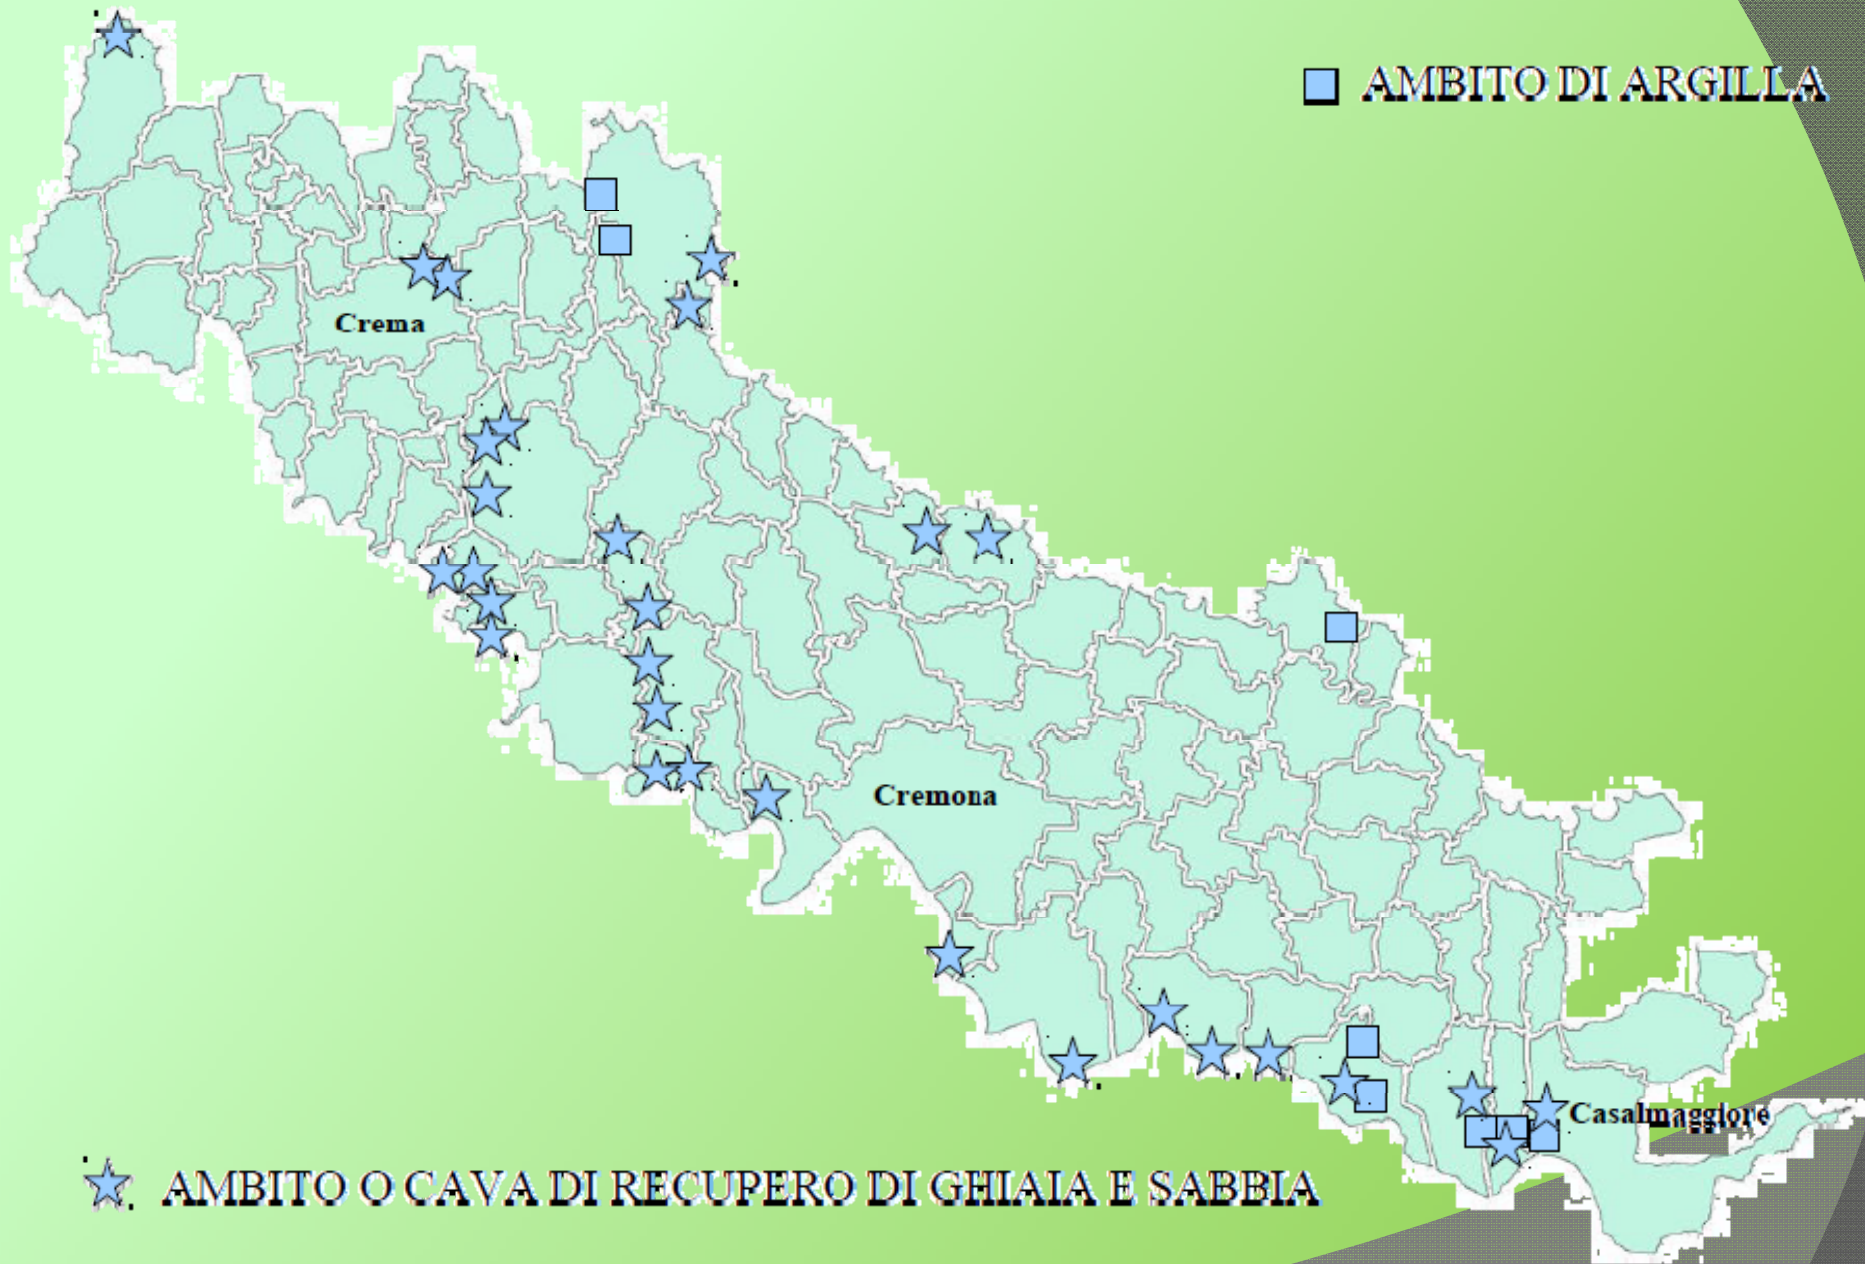 AMBITO DI ARGILLA
Crema
Cremona
Casalmaggiore
AMBITO O CAVA DI RECUPERO DI GHIAIA E SABBIA